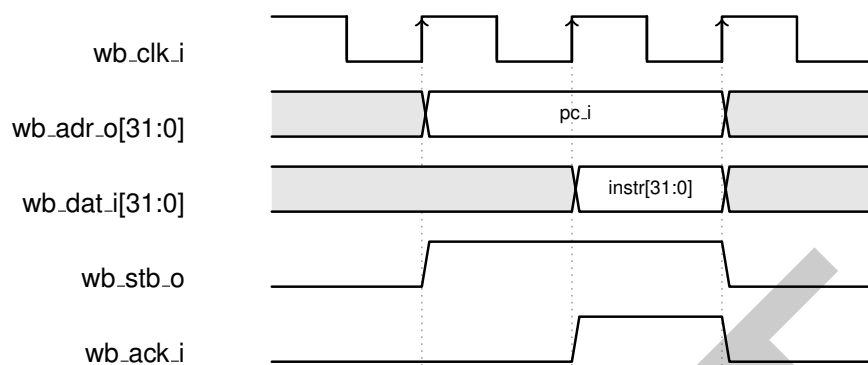 wb_clk_i
wb_adr_o[31:0]
pc_i
wb_dat_i[31:0]
instr[31:0]
wb_stb_o
wb_ack_i